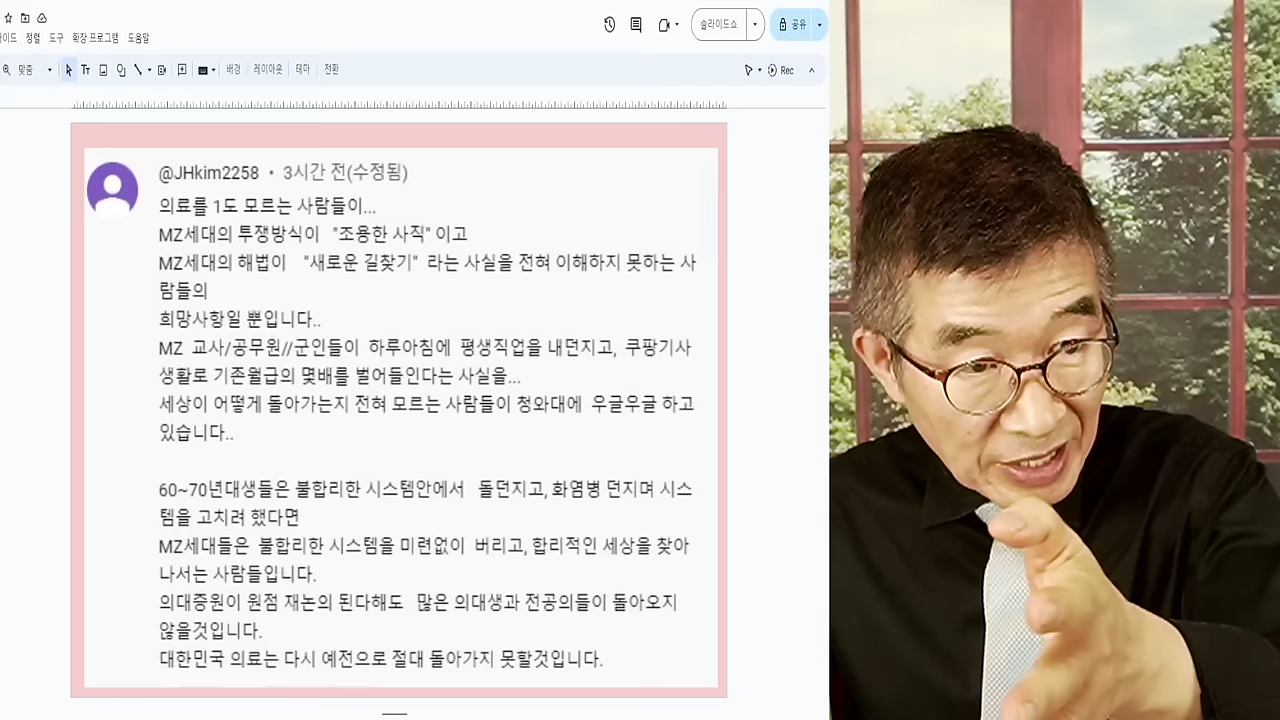 이드 정렬 도구 확장 프로그램 도움말
슬라이드쇼
공유
맞춤
배경 레이아웃 테마 전환
Rec
@JHkim2258 • 3시간 전(수정됨)
의료를 1도 모르는 사람들이...
MZ세대의 투쟁방식이 "조용한 사직" 이고
MZ세대의 해법이 "새로운 길찾기" 라는 사실을 전혀 이해하지 못하는 사
람들의
희망사항일 뿐입니다..
MZ 교사/공무원//군인들이 하루아침에 평생직업을 내던지고, 쿠팡기사
생활로 기존월급의 몇배를 벌어들인다는 사실을...
세상이 어떻게 돌아가는지 전혀 모르는 사람들이 청와대에 우글우글 하고
있습니다..
60~70년대생들은 불합리한 시스템안에서 돌던지고, 화염병 던지며 시스
템을 고치려 했다면
MZ세대들은 불합리한 시스템을 미련없이 버리고, 합리적인 세상을 찾아
나서는 사람들입니다.
의대증원이 원점 재논의 된다해도 많은 의대생과 전공의들이 돌아오지
않을것입니다.
대한민국 의료는 다시 예전으로 절대 돌아가지 못할것입니다.